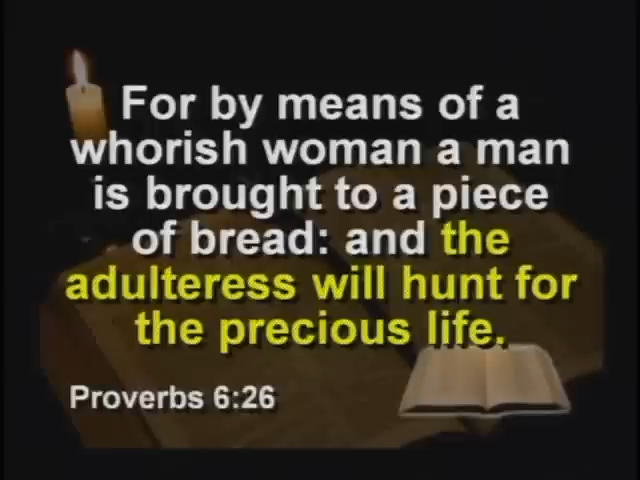 For by means of a
whorish woman a man
is brought to a piece
of bread: and the
adulteress will hunt for
the precious life.
Proverbs 6:26